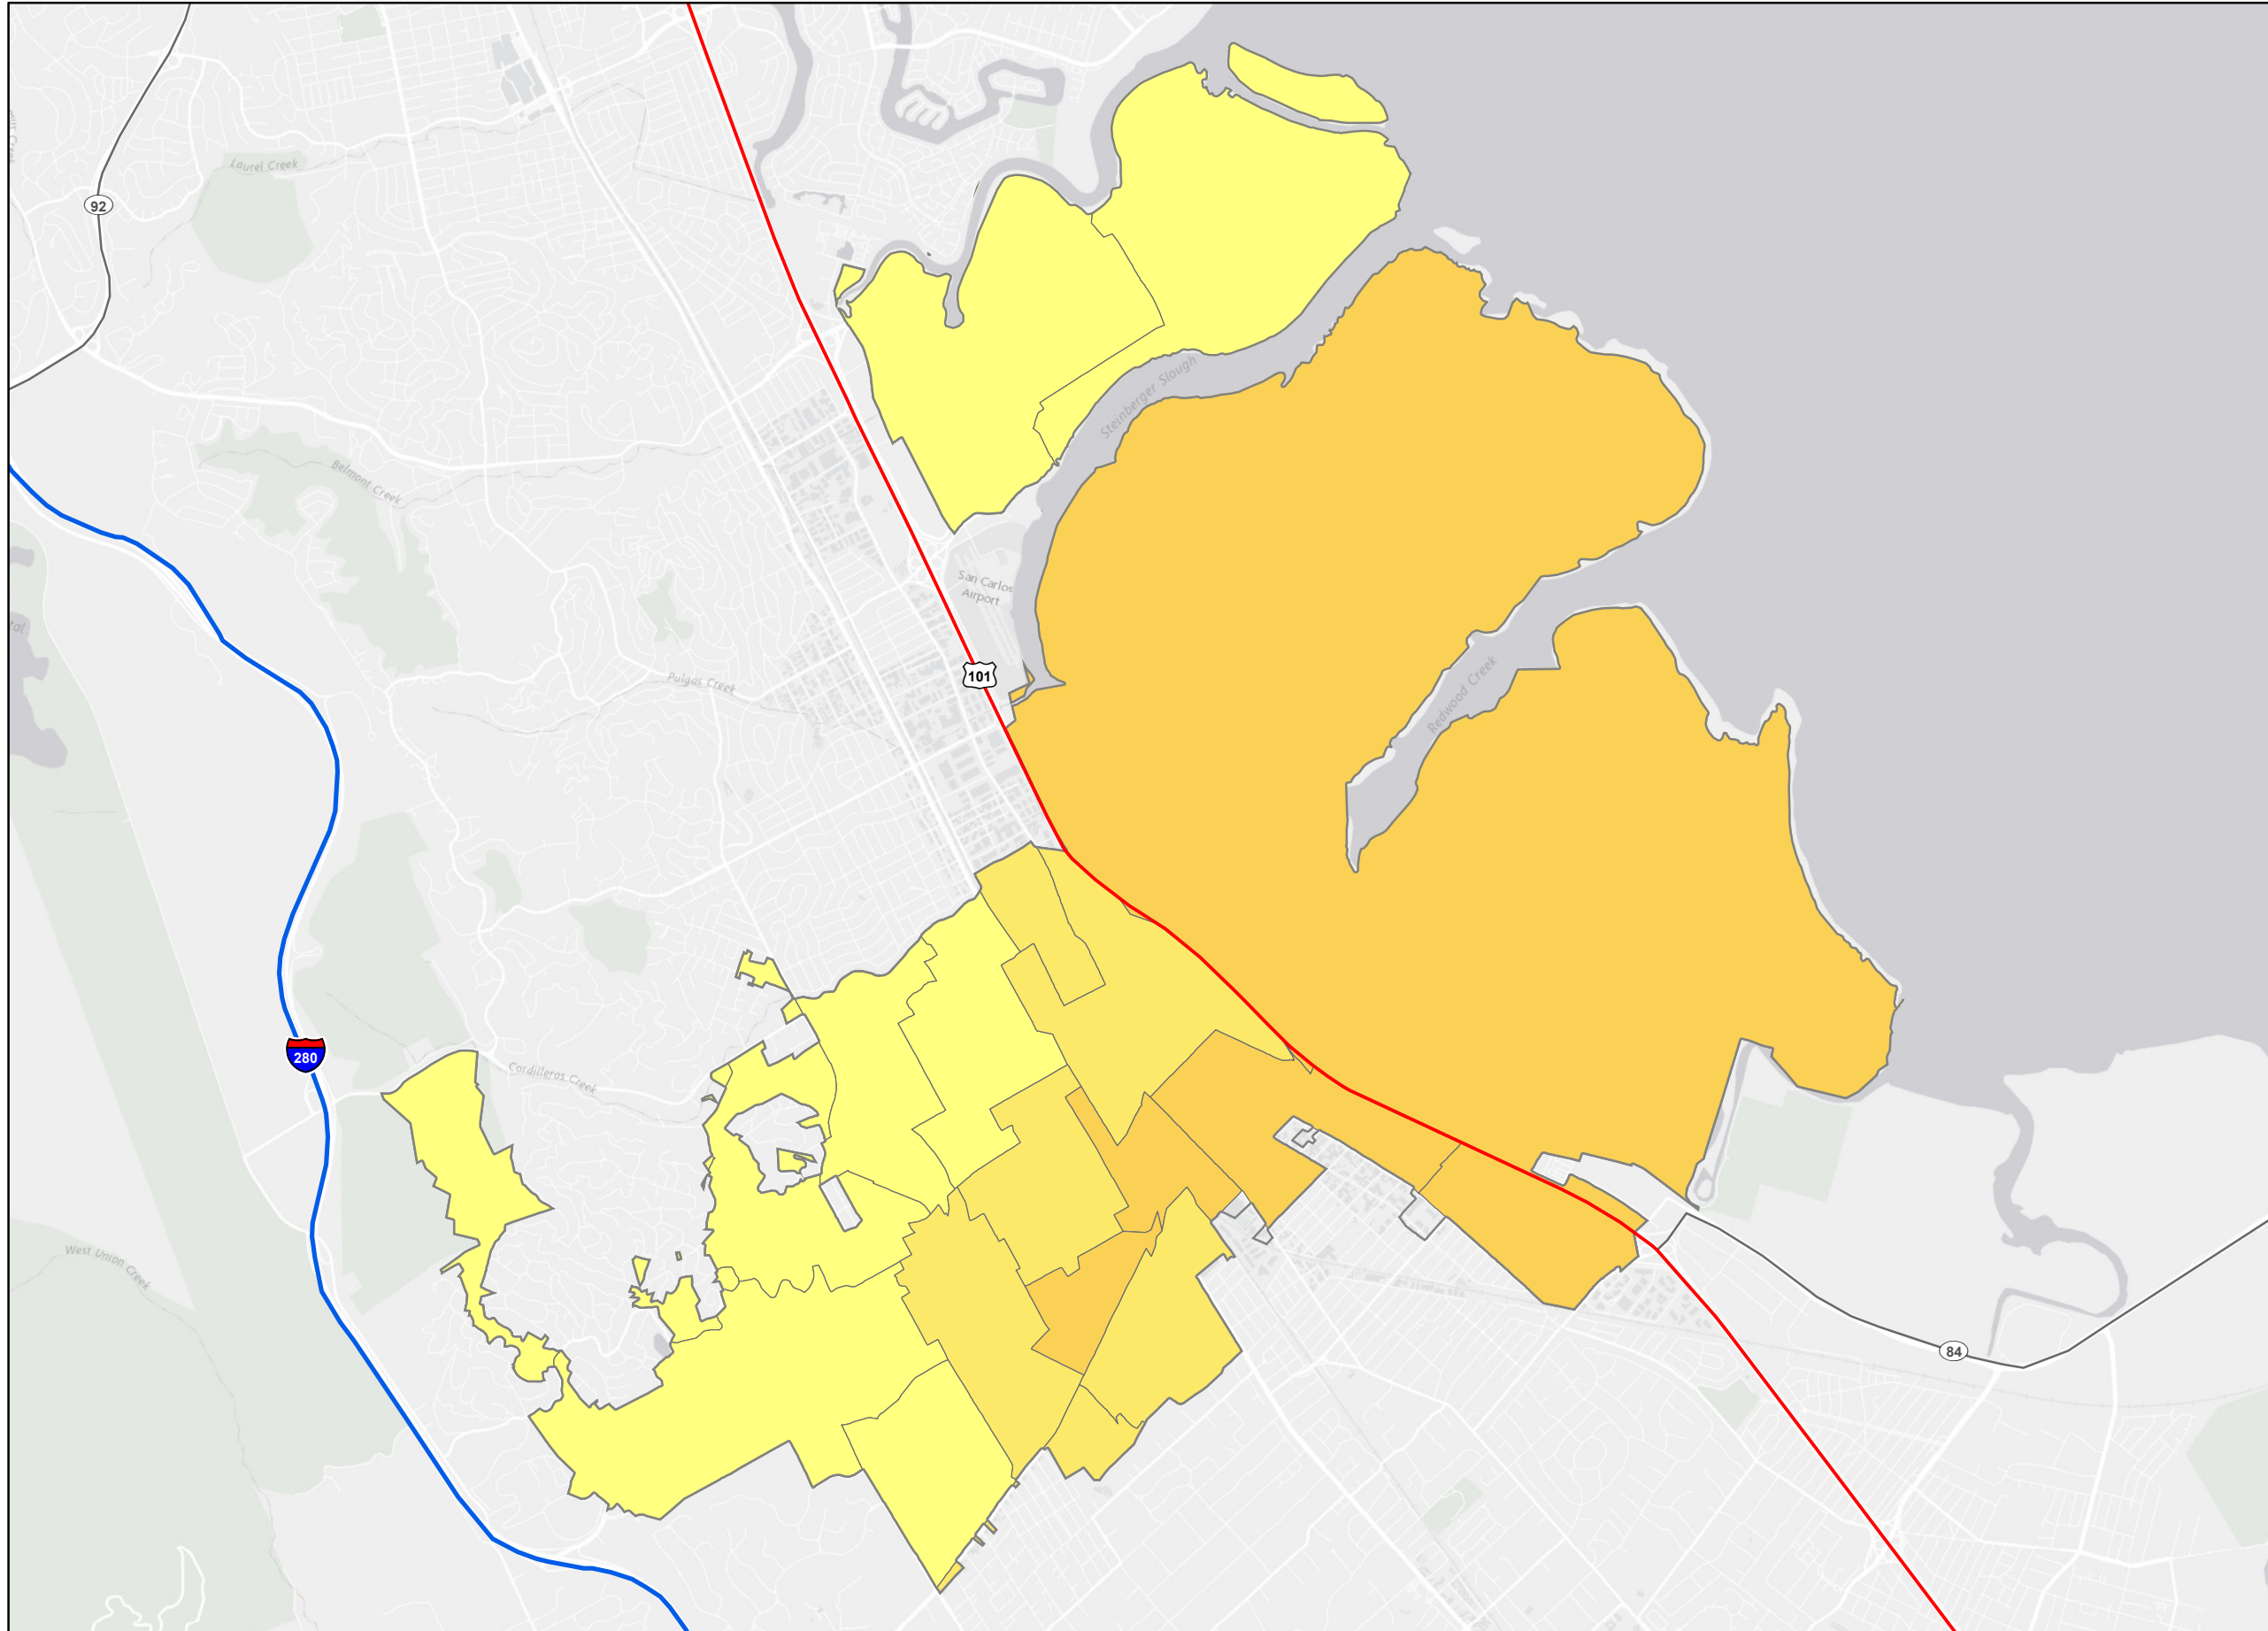 Laurel Creek
92
Belmont Creek
Steinberger Slough
San Carlos
Airport
Redwood Creek
101
Pulgas Creek
280
Cordilleras Creek
West Union Creek
84